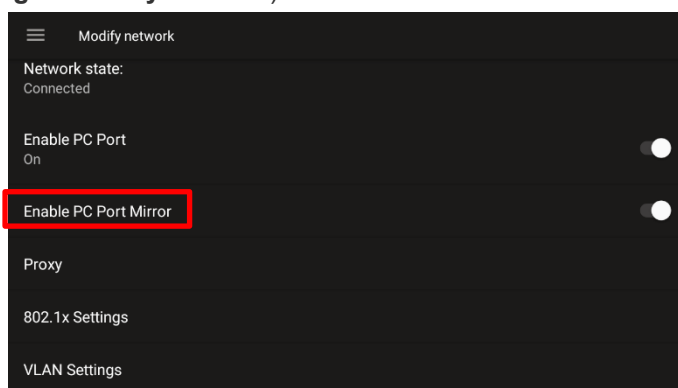 Modify network
Network state:
Connected
Enable PC Port
On
Enable PC Port Mirror
Proxy
802.1x Settings
VLAN Settings